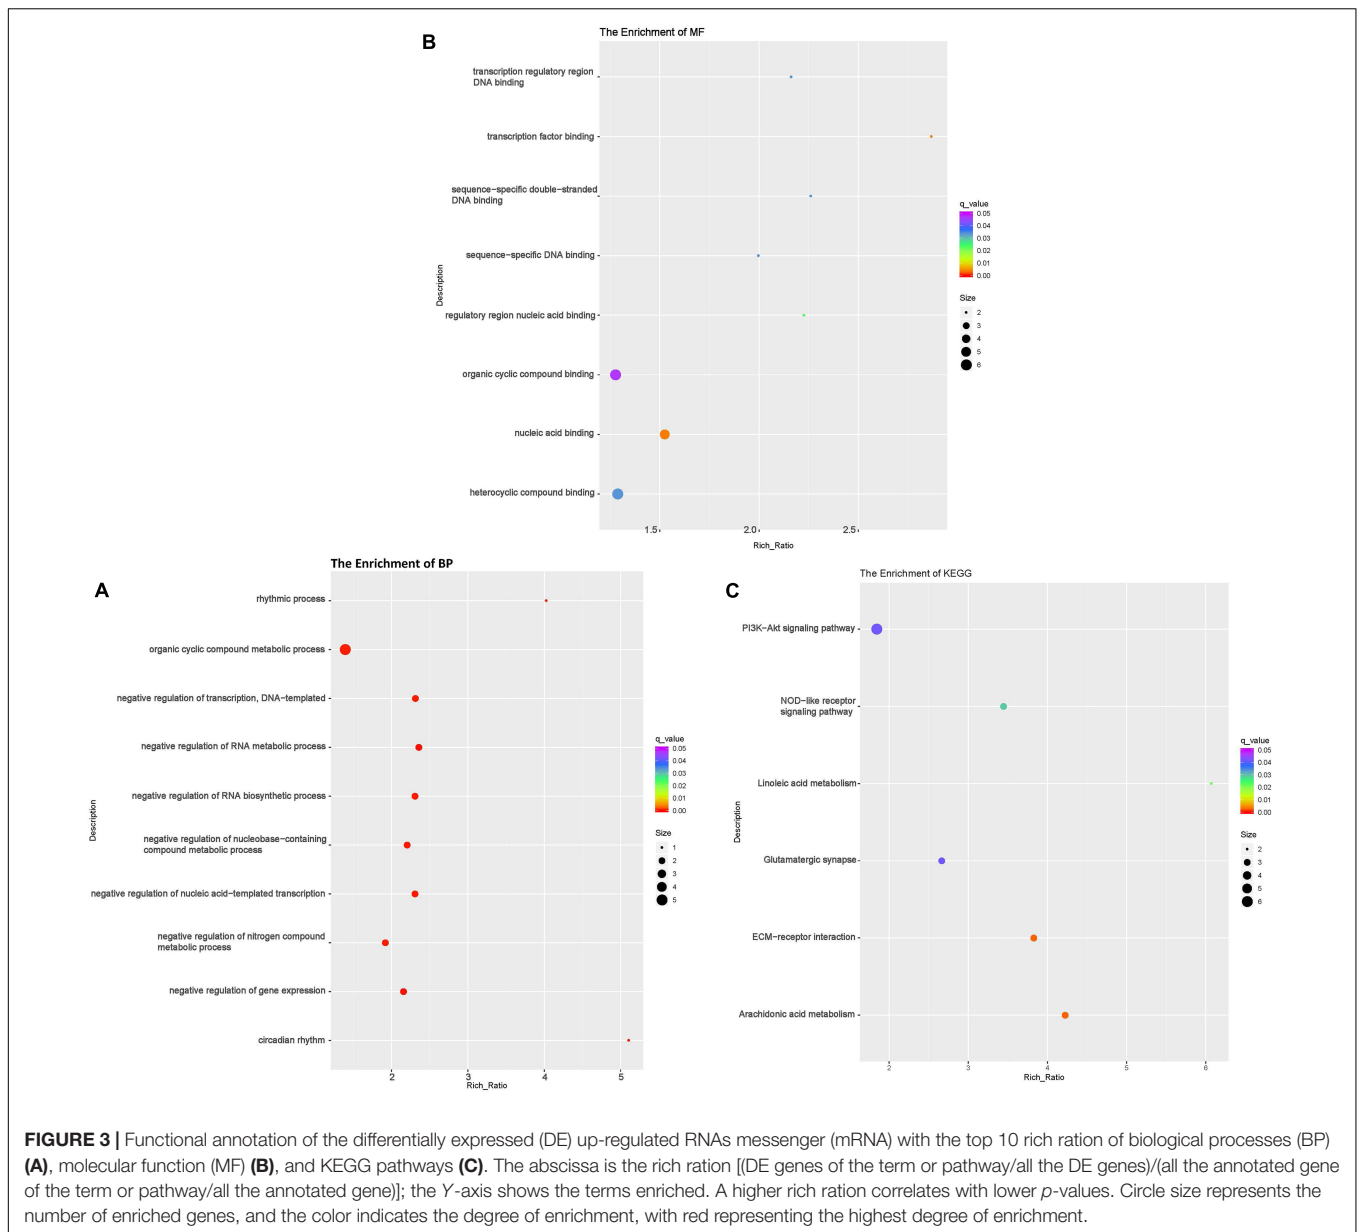 B
The Enrichment of MF
transcription regulatory region
DNA binding
transcription factor binding
sequence-specific double-stranded
DNA binding
sequence-specific DNA binding
regulatory region nucleic acid binding
organic cyclic compound binding
nucleic acid binding
heterocyclic compound binding
Description
1.5 2.0 2.5
Rich_Ratio
q_value
0.05
0.04
0.03
0.02
0.01
0.00
Size
2
3
4
5
6
A
The Enrichment of BP
rhythmic process
organic cyclic compound metabolic process
negative regulation of transcription, DNA-templated
negative regulation of RNA metabolic process
negative regulation of RNA biosynthetic process
negative regulation of nucleobase-containing
compound metabolic process
negative regulation of nucleic acid-templated transcription
negative regulation of nitrogen compound
metabolic process
negative regulation of gene expression
circadian rhythm
Description
2 3 4 5
Rich_Ratio
q_value
0.05
0.04
0.03
0.02
0.01
0.00
Size
1
2
3
4
5
C
The Enrichment of KEGG
PI3K-Akt signaling pathway
NOD-like receptor
signaling pathway
Linoleic acid metabolism
Glutamatergic synapse
ECM-receptor interaction
Arachidonic acid metabolism
Description
2 3 4 5 6
Rich_Ratio
q_value
0.05
0.04
0.03
0.02
0.01
0.00
Size
2
3
4
5
6
FIGURE 3 | Functional annotation of the differentially expressed (DE) up-regulated RNAs messenger (mRNA) with the top 10 rich ration of biological processes (BP)
(A), molecular function (MF) (B), and KEGG pathways (C). The abscissa is the rich ration [(DE genes of the term or pathway/all the DE genes)/(all the annotated gene
of the term or pathway/all the annotated gene)]; the Y-axis shows the terms enriched. A higher rich ration correlates with lower p-values. Circle size represents the
number of enriched genes, and the color indicates the degree of enrichment, with red representing the highest degree of enrichment.